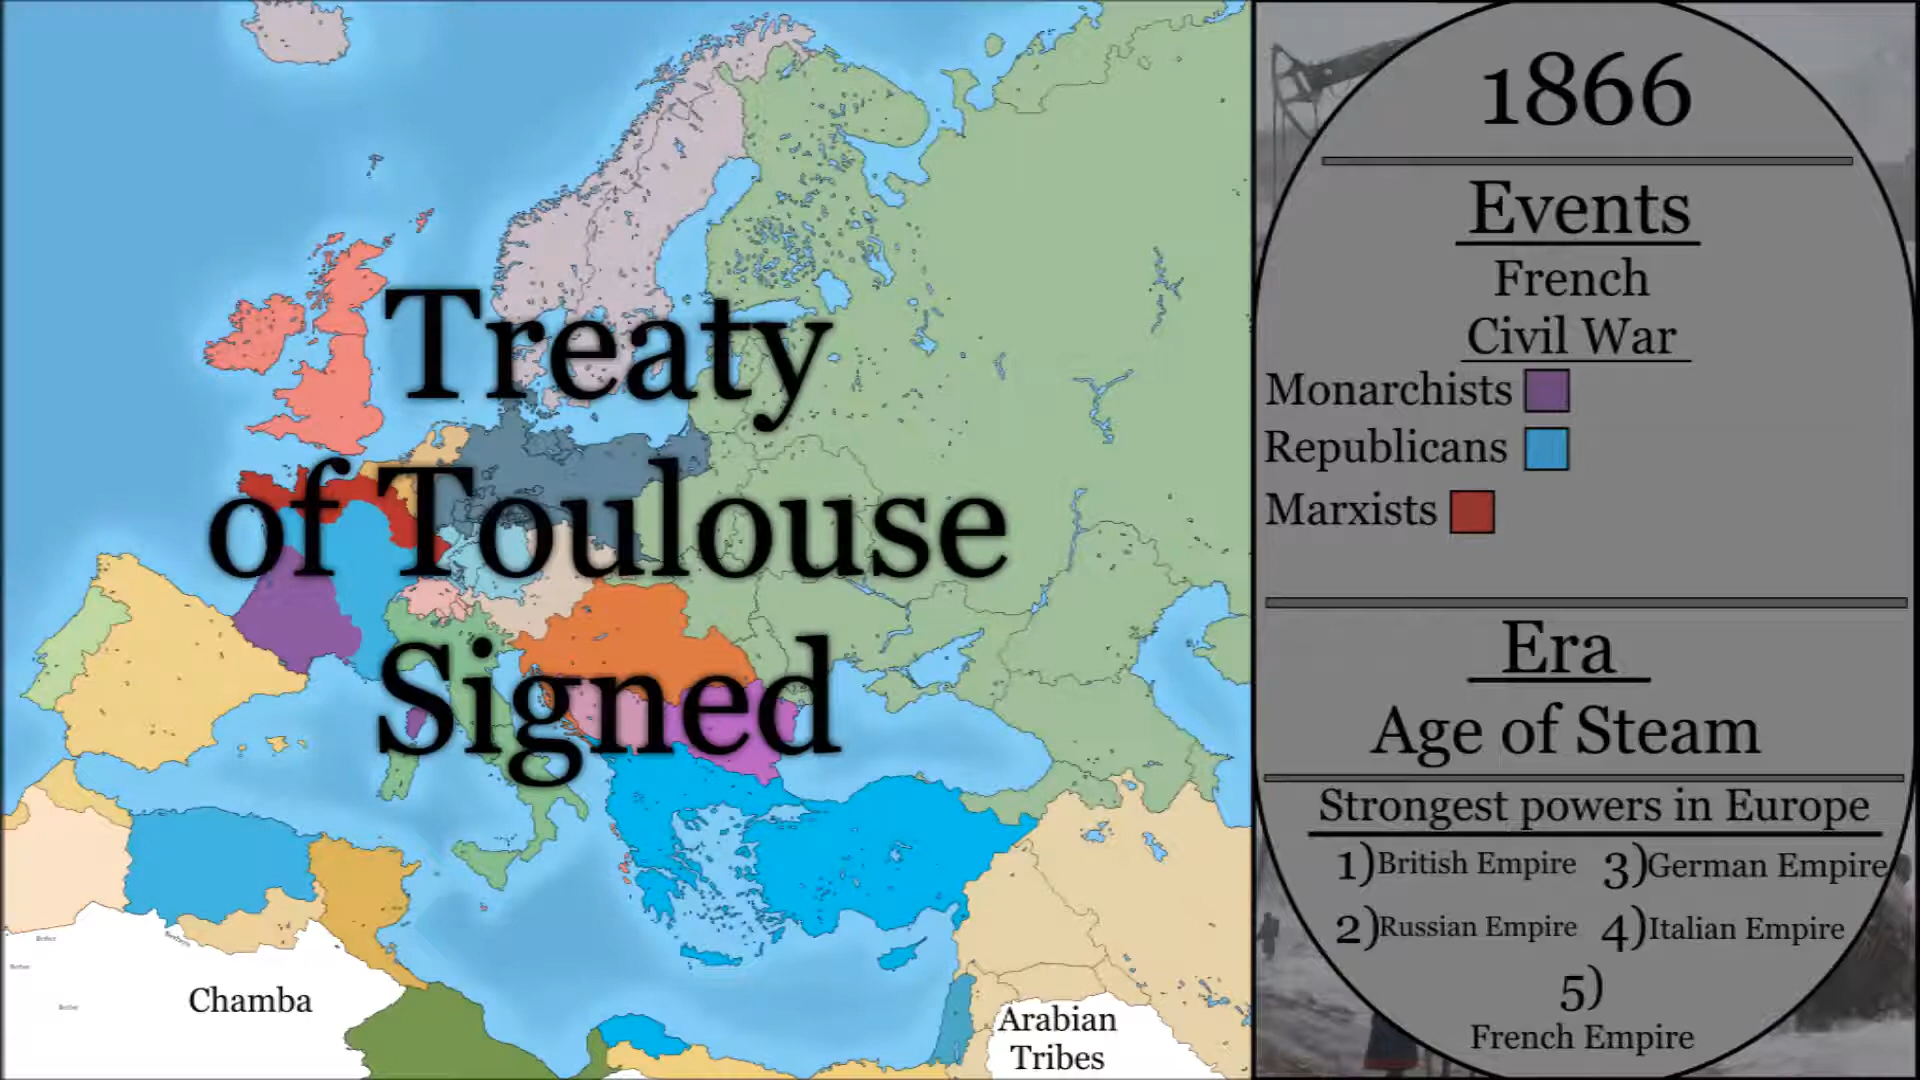 Treaty
of Toulouse
Signed
Chamba
Arabian
Tribes
1866
Events
French
Civil War
Monarchists
Republicans
Marxists
Era
Age of Steam
Strongest powers in Europe
1)British Empire 3)German Empire
2)Russian Empire 4)Italian Empire
5)
French Empire